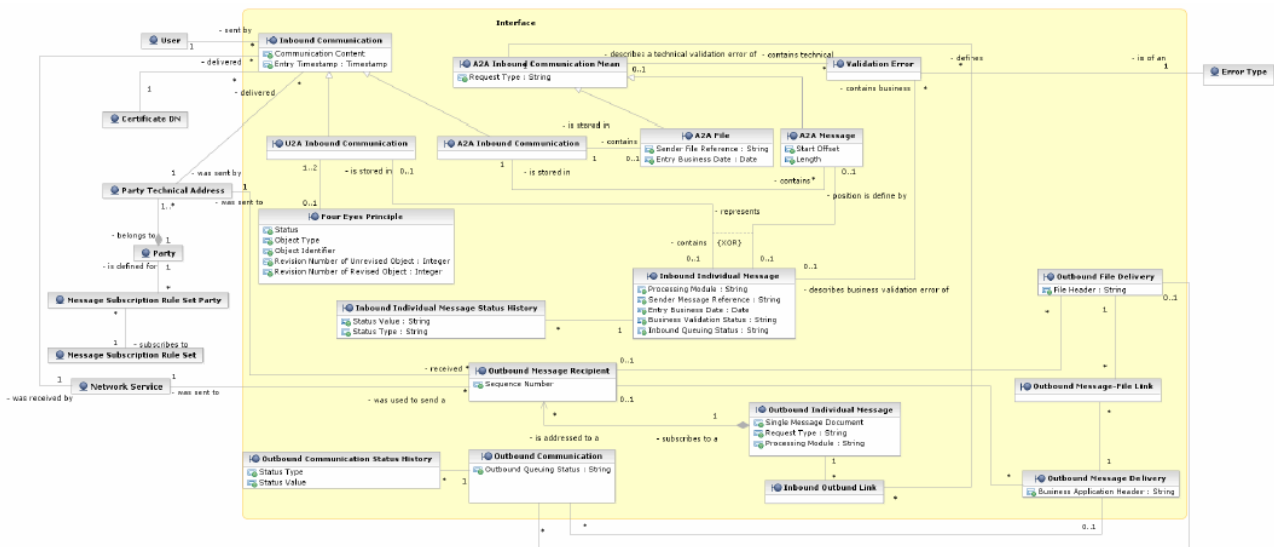 Interface
- sent by
User
1
*
Inbound Communication
Communication Content
Entry Timestamp : Timestamp
- delivered
*
*
- delivered
*
1
Certificate DN
- describes a technical validation error of
- contains technical
A2A Inbound Communication Mean
Request Type : String
0..1
*
Validation Error
*
- defines
- is of an
1
Error Type
- contains business
*
U2A Inbound Communication
A2A Inbound Communication
- is stored in
- contains
1
0..1
A2A File
Sender File Reference : String
Entry Business Date : Date
A2A Message
Start Offset
Length
1..2
- is stored in
0..1
1
- is stored in
- contains
*
0..1
- position is define by
1
- was sent by
Party Technical Address
1
- was sent to
1..*
0..1
Four Eyes Principle
Status
Object Type
Object Identifier
Revision Number of Unrevised Object : Integer
Revision Number of Revised Object : Integer
- represents
- contains
{XOR}
0..1
0..1
0..1
- belongs to
1
Party
- is defined for
1
*
Message Subscription Rule Set Party
*
1
- subscribes to
Message Subscription Rule Set
Inbound Individual Message
Processing Module : String
Sender Message Reference : String
Entry Business Date : Date
Business Validation Status : String
Inbound Queuing Status : String
- describes business validation error of
Inbound Individual Message Status History
Status Value : String
Status Type : String
*
1
Outbound File Delivery
File Header : String
0..1
*
1
*
1
- was received by
Network Service
1
- was sent to
- received
*
Outbound Message Recipient
Sequence Number
0..1
0..1
*
- was used to send a
*
Outbound Message-File Link
*
1
- is addressed to a
- subscribes to a
1
Outbound Individual Message
Single Message Document
Request Type : String
Processing Module : String
1
*
Inbound Outbund Link
*
Outbound Communication Status History
Status Type
Status Value
*
1
Outbound Communication
Outbound Queuing Status : String
*
Outbound Message Delivery
Business Application Header : String
*
*
0..1